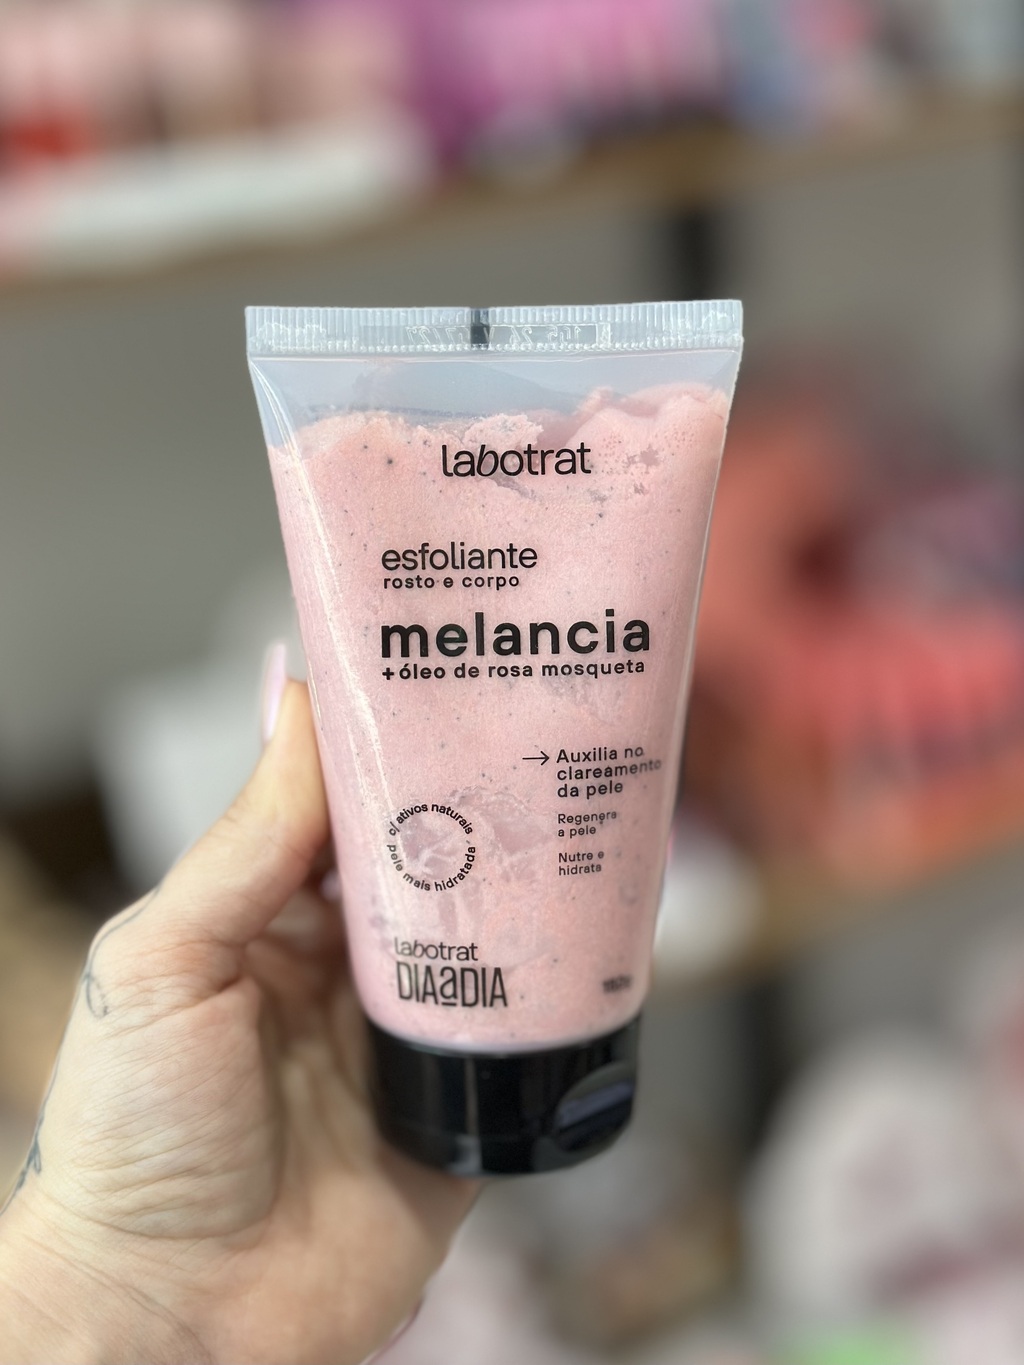 labotrat
esfoliante
rosto e corpo
melancia
+óleo de rosa mosqueta
→ Auxilia no
clareamento
da pele
Regenera
a pele
Nutre e
hidrata
c/ ativos naturais
pele mais hidratada
labotrat
DIAaDIA